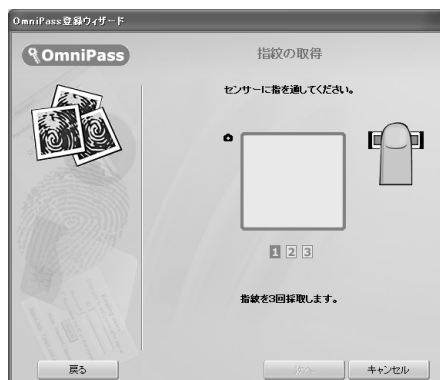 OmniPass登録ウィザード
OmniPass
指紋の取得
センサーに指を通してください。
1 2 3
指紋を3回採取します。
戻る
次へ
キャンセル